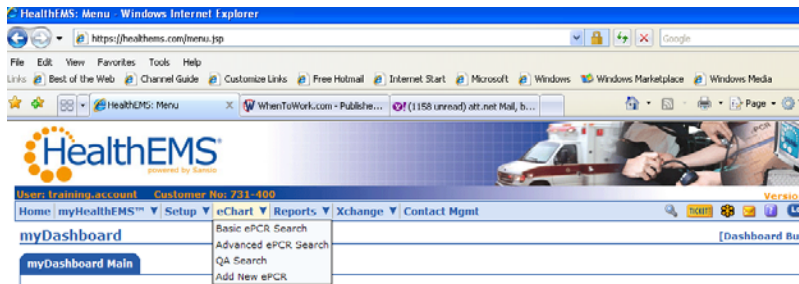 HealthEMS: Menu - Windows Internet Explorer
https://healthems.com/menu.jsp
Google
File Edit View Favorites Tools Help
Links Best of the Web Channel Guide Customize Links Free Hotmail Internet Start Microsoft Windows Windows Marketplace Windows Media
HealthEMS: Menu X WhenToWork.com - Publishe... (1158 unread) att.net Mail, b... Page
HealthEMS
powered by Sansio
User: training.account Customer No: 731-400
Versio
Home myHealthEMS™ Setup eChart Reports Xchange Contact Mgmt TICKET
Basic ePCR Search
myDashboard [Dashboard Bu
Advanced ePCR Search
myDashboard Main
QA Search
Add New ePCR